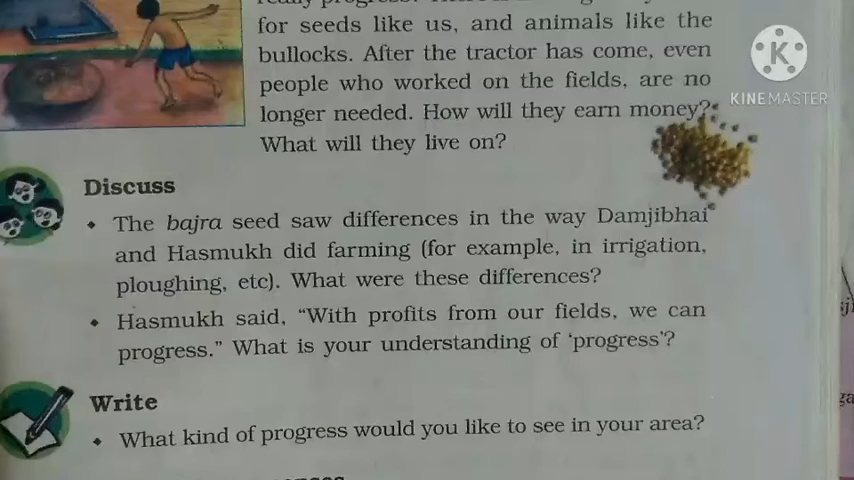 for seeds like us, and animals like the
bullocks. After the tractor has come, even
people who worked on the fields, are no
longer needed. How will they earn money?
What will they live on?
KINEMASTER
Discuss
• The bajra seed saw differences in the way Damjibhai
and Hasmukh did farming (for example, in irrigation,
ploughing, etc). What were these differences?
• Hasmukh said, “With profits from our fields, we can
progress.” What is your understanding of ‘progress’?
Write
• What kind of progress would you like to see in your area?